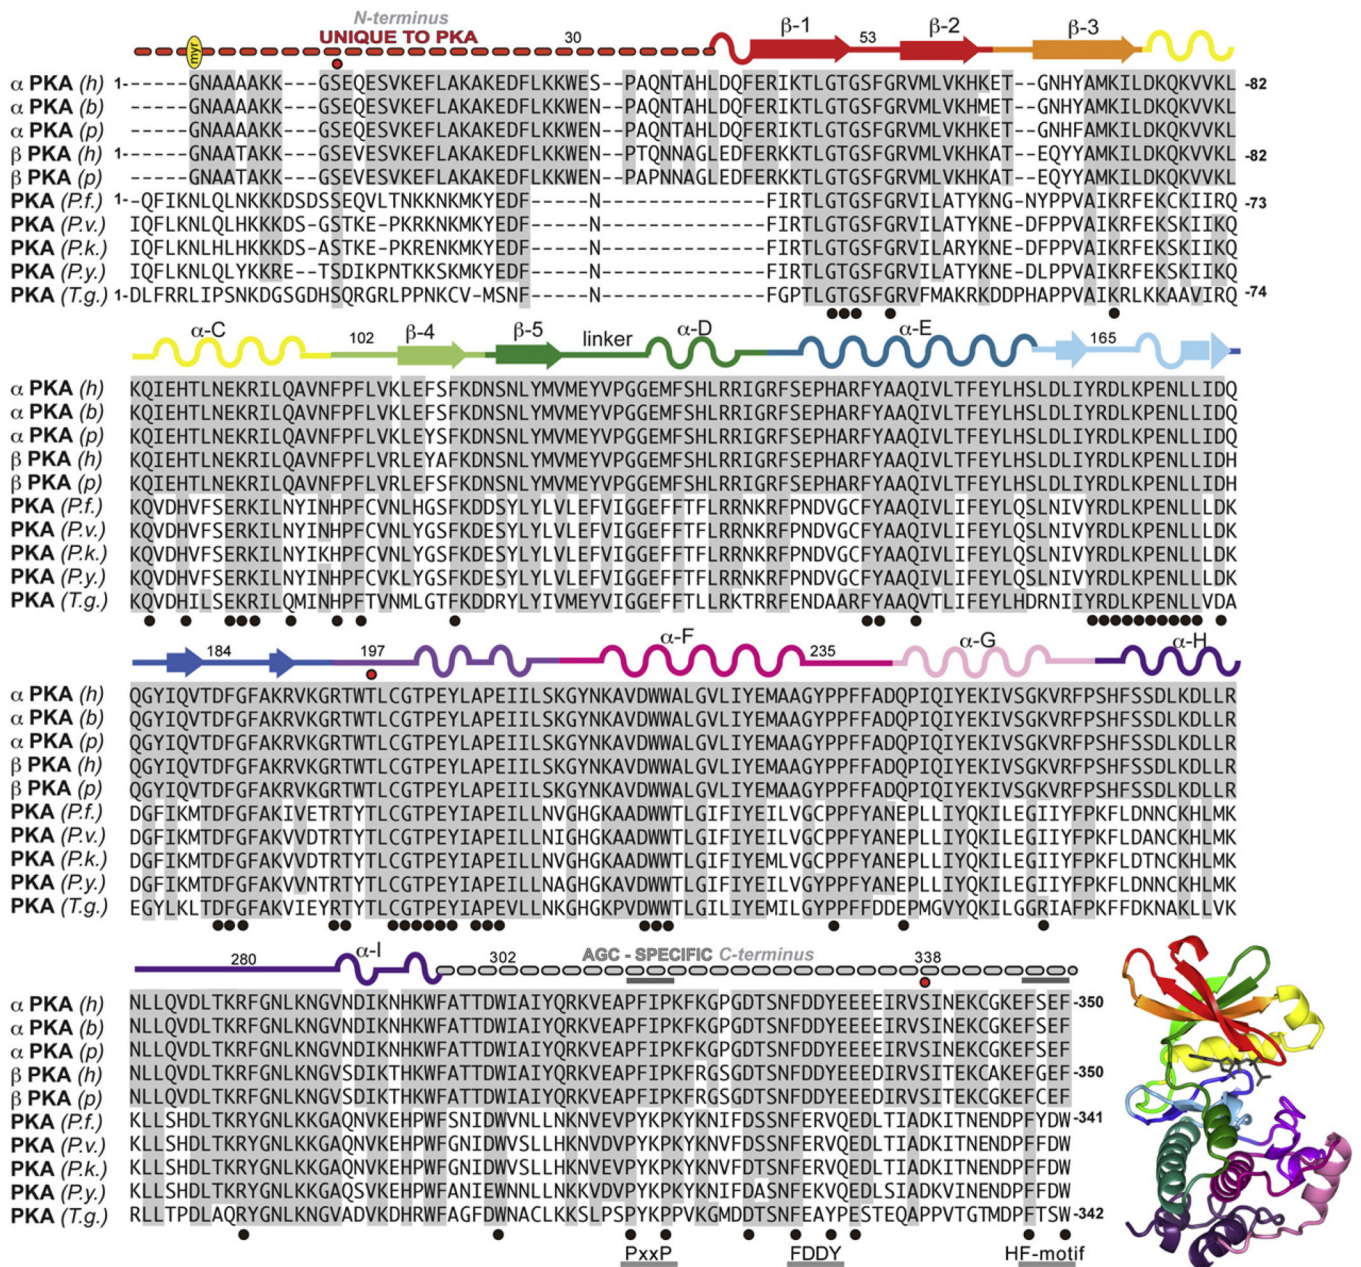 N-terminus
UNIQUE TO PKA
30
β-1
53
β-2
β-3
myr
α PKA (h) 1------GNAAAAKK---GSEQESVKEFLAKAKEDFLKKWES--PAQNTAHLDQFERIKTLGTGSFGRVMLVKHKET--GNHYAMKILDKQKVVKL -82
α PKA (b) -----GNAAAAKK---GSEQESVKEFLAKAKEDFLKKWEN--PAQNTAHLDQFERIKTLGTGSFGRVMLVKHMET--GNHYAMKILDKQKVVKL
α PKA (p) -----GNAAAAKK---GSEQESVKEFLAKAKEDFLKKWEN--PAQNTAHLDQFERIKTLGTGSFGRVMLVKHKET--GNHFAMKILDKQKVVKL
β PKA (h) 1------GNAATAKK---GSEVESVKEFLAKAKEDFLKKWEN--PTQNNAGLEDFERKKTLGTGSFGRVMLVKHKAT--EQYYAMKILDKQKVVKL -82
β PKA (p) -----GNAATAKK---GSEVESVKEFLAKAKEDFLKKWEN--PAPNNAGLEDFERKKTLGTGSFGRVMLVKHKAT--EQYYAMKILDKQKVVKL
PKA (P.f.) 1--QFIKNLQLNKKKDSDSSEQVLTNKKNKMKYEDF-----N--------------FIRTLGTGSFGRVILATYKNG-NYPPVAIKRFEKCKIIRQ -73
PKA (P.v.) IQFLKNLQLHKKKDS-GSTKE-PKRENKMKYEDF-----N--------------FIRTLGTGSFGRVILATYKNE-DFPPVAIKRFEKSKIIKQ
PKA (P.k.) IQFLKNLHLHKKKDS-ASTKE-PKRENKMKYEDF-----N--------------FIRTLGTGSFGRVILARYKNE-DFPPVAIKRFEKSKIIKQ
PKA (P.y.) IQFLKNLQLYKKRE--TSDIKPNTKKSKMKYEDF-----N--------------FIRTLGTGSFGRVILATYKDNE-DLPPVAIKRFEKSKIIKQ
PKA (T.g.) 1-DLFRRLIPSNKDGSGDHSQRGRLPPNKCV-MSNF-----N--------------FGPTLGTGSFGRVFMAKRKDDPHAPPVAIKRLKKAAVIRQ -74
α-C
102
β-4
β-5
linker
α-D
α-E
165
α PKA (h) KQIEHTLNEKRILQAVNFPFLVKLEFSFKDNSNLYMVMEYVPGGEMFSHLRRIGRFSEPHARFYAAQIVLTFEYLHSLDLIYRDLKPENLLIDQ
α PKA (b) KQIEHTLNEKRILQAVNFPFLVKLEFSFKDNSNLYMVMEYVPGGEMFSHLRRIGRFSEPHARFYAAQIVLTFEYLHSLDLIYRDLKPENLLIDQ
α PKA (p) KQIEHTLNEKRILQAVNFPFLVKLEYSFKDNSNLYMVMEYVPGGEMFSHLRRIGRFSEPHARFYAAQIVLTFEYLHSLDLIYRDLKPENLLIDQ
β PKA (h) KQIEHTLNEKRILQAVNFPFLVRLEYAFKDNSNLYMVMEYVPGGEMFSHLRRIGRFSEPHARFYAAQIVLTFEYLHSLDLIYRDLKPENLLIDH
β PKA (p) KQIEHTLNEKRILQAVNFPFLVRLEFSFKDNSNLYMVMEYVPGGEMFSHLRRIGRFSEPHARFYAAQIVLTFEYLHSLDLIYRDLKPENLLIDH
PKA (P.f.) KQVDHVFSERKILNYINHPFCVNLHGSFKDDSYLYLVLEFVIGGEFFTFLRRNKRFPNDVGCFYAAQIVLIFEYLQSLNIVYRDLKPENLLLDK
PKA (P.v.) KQVDHVFSERKILNYINHPFCVNLYGSFKDESYLYLVLEFVIGGEFFTFLRRNKRFPNDVGCFYAAQIVLIFEYLQSLNIVYRDLKPENLLLDK
PKA (P.k.) KQVDHVFSERKILNYIKHPFCVNLYGSFKDESYLYLVLEFVIGGEFFTFLRRNKRFPNDVGCFYAAQIVLIFEYLQSLNIVYRDLKPENLLLDK
PKA (P.y.) KQVDHVFSERKILNYINHPFCVKLYGSFKDESYLYLVLEFVIGGEFFTFLRRNKRFPNDVGCFYAAQIVLIFEYLQSLNIVYRDLKPENLLLDK
PKA (T.g.) KQVDHILSEKRILQMINHPFTVNMLGTFKDDRYLYIVMEYVIGGEFFTLLRKTRRFENDAARFYAAQVTLIFEYLHDRNIIYRDLKPENLLVDA
184
197
α-F
235
α-G
α-H
α PKA (h) QGYIQVTDFGFAKRVKGRTWTLCGTPEYLAPEIILSKGYNKAVDWWALGVLIYEMAAGYPPFFADQPIQIYEKIVSGKVRFPSHFSSDLKDLLR
α PKA (b) QGYIQVTDFGFAKRVKGRTWTLCGTPEYLAPEIILSKGYNKAVDWWALGVLIYEMAAGYPPFFADQPIQIYEKIVSGKVRFPSHFSSDLKDLLR
α PKA (p) QGYIQVTDFGFAKRVKGRTWTLCGTPEYLAPEIILSKGYNKAVDWWALGVLIYEMAAGYPPFFADQPIQIYEKIVSGKVRFPSHFSSDLKDLLR
β PKA (h) QGYIQVTDFGFAKRVKGRTWTLCGTPEYLAPEIILSKGYNKAVDWWALGVLIYEMAAGYPPFFADQPIQIYEKIVSGKVRFPSHFSSDLKDLLR
β PKA (p) QGYIQVTDFGFAKRVKGRTWTLCGTPEYLAPEIILSKGYNKAVDWWALGVLIYEMAAGYPPFFADQPIQIYEKIVSGKVRFPSHFSSDLKDLLR
PKA (P.f.) DGFIKMTDFGFAKIVETRTYTLCGTPEYIAPEILLNVGHGKAADWWTLGIFIYEILVGCPPFYANEPLLIYQKILEGIIYFPKFLDNNCKHLMK
PKA (P.v.) DGFIKMTDFGFAKVVDTRTYTLCGTPEYIAPEILLNIGHGKAADWWTLGIFIYEILVGCPPFYANEPLLIYQKILEGIIYFPKFLDANCKHLMK
PKA (P.k.) DGFIKMTDFGFAKVVDTRTYTLCGTPEYIAPEILLNVGHGKAADWWTLGIFIYEMLVGCPPFYANEPLLIYQKILEGIIYFPKFLDTNCKHLMK
PKA (P.y.) DGFIKMTDFGFAKVVNTRTYTLCGTPEYIAPEILLNAGHGKAVDWWTLGIFIYEILVGYPPFYANEPLLIYQKILEGIIYFPKFLDNNCKHLMK
PKA (T.g.) EGYLKLTDFGFAKVIEYRTYTLCGTPEYIAPEVLLNKGHGKPVDWWTLGILIYEMILGYPPFFDDEPMGVYQKILGGRIAFPKFFDKNAKLLVK
280
α-I
302
AGC - SPECIFIC C-terminus
338
α PKA (h) NLLQVDLTKRFGNLKNGVNDIKNHKWFATTDWIAIYQRKVEAPFIPKFKGPGDTSNFDDYEEEEIRVSINEKCGKEFSEF -350
α PKA (b) NLLQVDLTKRFGNLKNGVNDIKNHKWFATTDWIAIYQRKVEAPFIPKFKGPGDTSNFDDYEEEEIRVSINEKCGKEFSEF
α PKA (p) NLLQVDLTKRFGNLKNGVNDIKNHKWFATTDWIAIYQRKVEAPFIPKFKGPGDTSNFDDYEEEEIRVSINEKCGKEFSEF
β PKA (h) NLLQVDLTKRFGNLKNGVSDIKTHKWFATTDWIAIYQRKVEAPFIPKFRGSGDTSNFDDYEEEDIRVSITEKCAKEFGEF -350
β PKA (p) NLLQVDLTKRFGNLKNGVSDIKTHKWFATTDWIAIYQRKVEAPFIPKFRGSGDTSNFDDYEEEDIRVSITEKCGKEFCEF
PKA (P.f.) KLLSHDLTKRYGNLKKGAQNVKEHPWFSNIDWVNLLNKNVEVPYKPKYKNIFDSSNFERVQEDLTIADKITNENDPFYDW -341
PKA (P.v.) KLLSHDLTKRYGNLKKGAQNVKEHPWFGNIDWVSLLHKNVDVPYKPKYKNVFDSSNFERVQEDLTIADKITNENDPFFDW
PKA (P.k.) KLLSHDLTKRYGNLKKGAQNVKEHPWFGNIDWVSLLHKNVEVPYKPKYKNVFDTSNFERVQEDLTIADKITNENDPFFDW
PKA (P.y.) KLLSHDLTKRYGNLKKGAQSVKEHPWFANIEWNNLLNKKVDVPYKPKYKNIFDASNFEKVQEDLSIADKVINENDPFFDW
PKA (T.g.) RLLTPDLAQRYGNLKNGVADVKDHRWFAGFDWNACLKKSLPSPYKPPVKGMDDTSNFEAYPESTEQAPPVTGTMDPFTSW -342
PxxP
FDDY
HF-motif